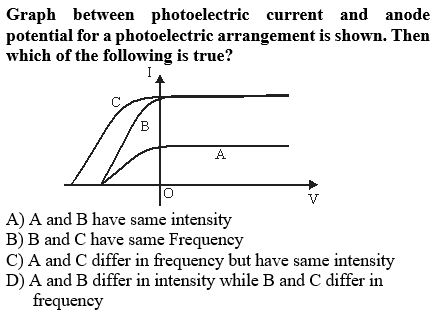 Graph between photoelectric current and anode
potential for a photoelectric arrangement is shown. Then
which of the following is true?
I
C
B
A
O
V
A) A and B have same intensity
B) B and C have same Frequency
C) A and C differ in frequency but have same intensity
D) A and B differ in intensity while B and C differ in
frequency